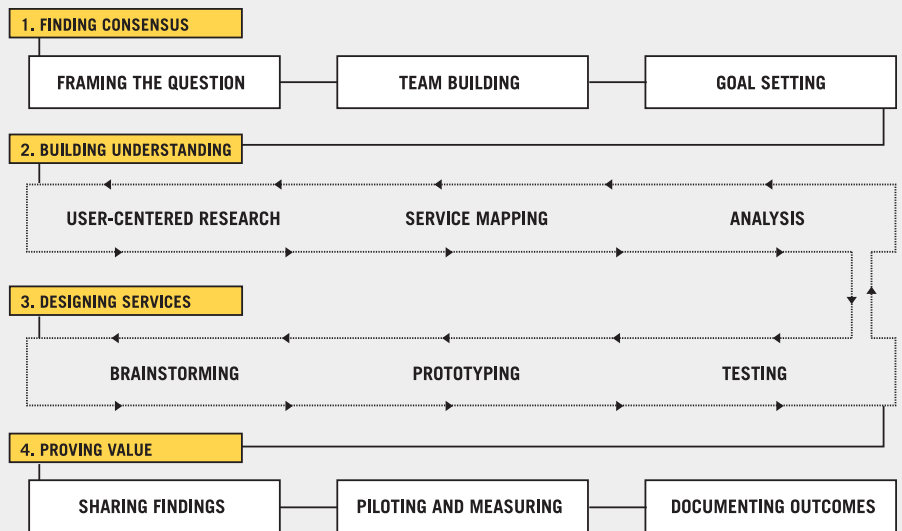 1. FINDING CONSENSUS
FRAMING THE QUESTION
TEAM BUILDING
GOAL SETTING
2. BUILDING UNDERSTANDING
USER-CENTERED RESEARCH
SERVICE MAPPING
ANALYSIS
3. DESIGNING SERVICES
BRAINSTORMING
PROTOTYPING
TESTING
4. PROVING VALUE
SHARING FINDINGS
PILOTING AND MEASURING
DOCUMENTING OUTCOMES